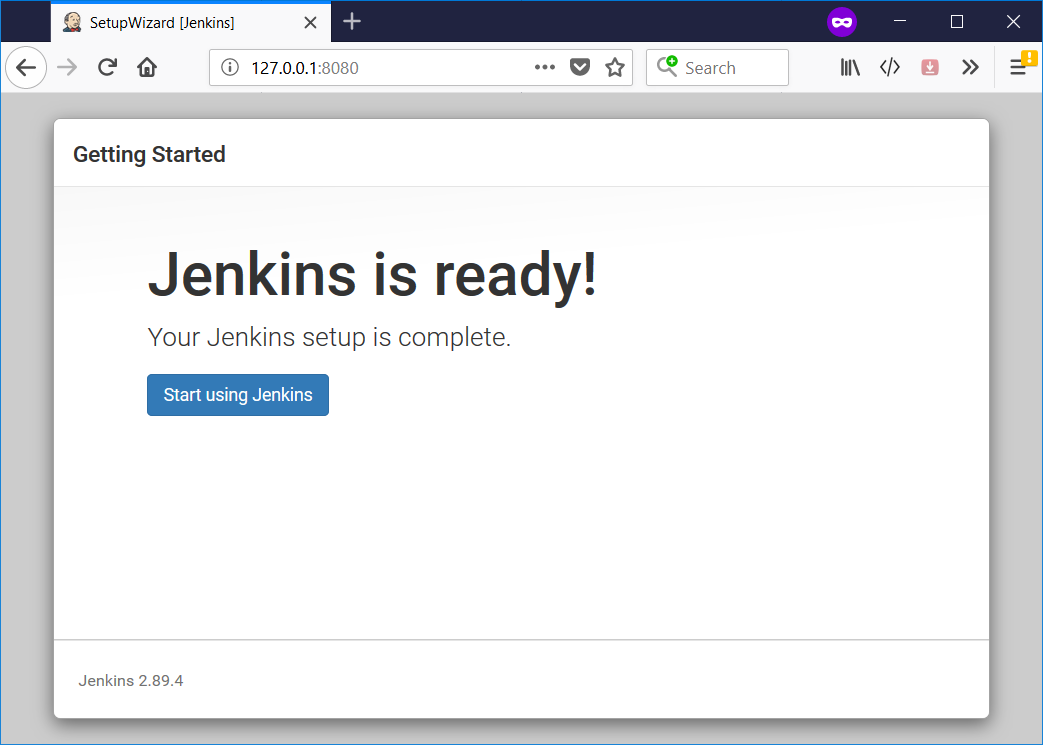 SetupWizard [Jenkins]
127.0.0.1:8080
Search
Getting Started
Jenkins is ready!
Your Jenkins setup is complete.
Start using Jenkins
Jenkins 2.89.4